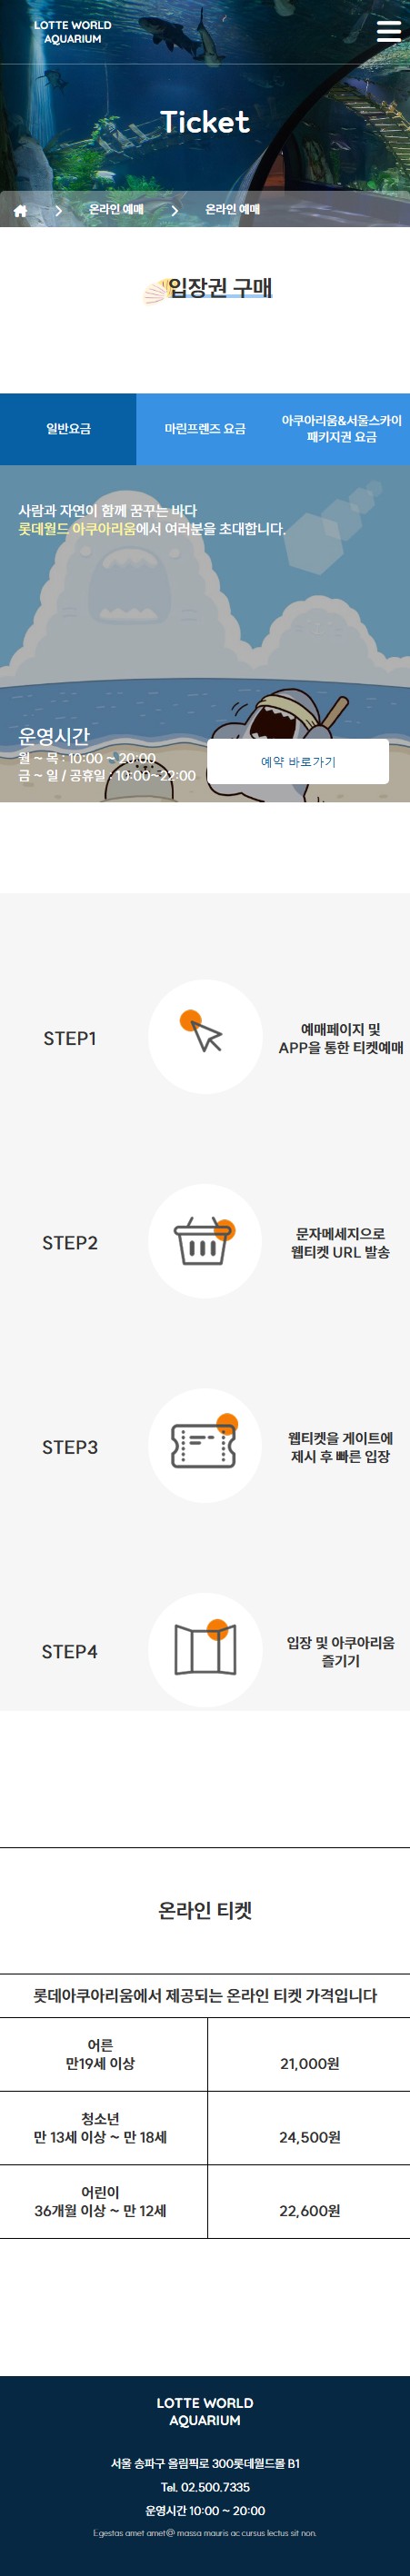 LOTTE WORLD
AQUARIUM
Ticket
온라인 예매
온라인 예매
입장권 구매
일반요금
마린프렌즈 요금
아쿠아리움&서울스카이
패키지권 요금
사람과 자연이 함께 꿈꾸는 바다
롯데월드 아쿠아리움에서 여러분을 초대합니다.
운영시간
월 ~ 목 : 10:00 ~ 20:00
금 ~ 일 / 공휴일 : 10:00~22:00
예약 바로가기
STEP1
예매페이지 및
APP을 통한 티켓예매
STEP2
문자메세지으로
웹티켓 URL 발송
STEP3
웹티켓을 게이트에
제시 후 빠른 입장
STEP4
입장 및 아쿠아리움
즐기기
온라인 티켓
롯데아쿠아리움에서 제공되는 온라인 티켓 가격입니다
어른
만19세 이상
21,000원
청소년
만 13세 이상 ~ 만 18세
24,500원
어린이
36개월 이상 ~ 만 12세
22,600원
LOTTE WORLD
AQUARIUM
서울 송파구 올림픽로 300롯데월드몰 B1
Tel. 02.500.7335
운영시간 10:00 ~ 20:00
Egestas amet amet@ massa mauris ac cursus lectus sit non.